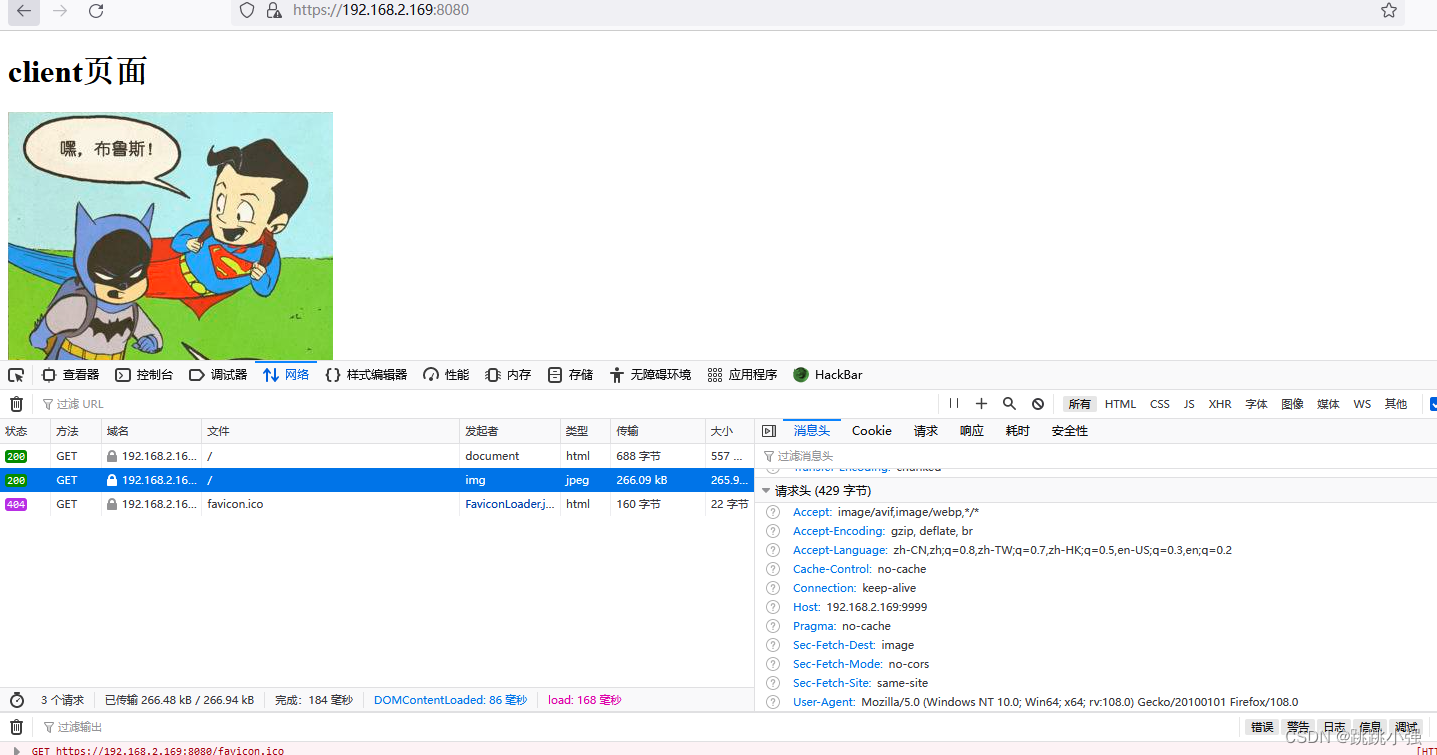 https://192.168.2.169:8080
client页面
嘿，布鲁斯！
查看器 控制台 调试器 网络 样式编辑器 性能 内存 存储 无障碍环境 应用程序 HackBar
过滤 URL 所有 HTML CSS JS XHR 字体 图像 媒体 WS 其他
状态 方法 域名 文件 发起者 类型 传输 大小 消息头 Cookie 请求 响应 耗时 安全性
200 GET 192.168.2.16... / document html 688 字节 557 ...
过滤消息头
Transfer-Encoding: chunked
200 GET 192.168.2.16... / img jpeg 266.09 kB 265.9...
请求头 (429 字节)
404 GET 192.168.2.16... favicon.ico FaviconLoader.j... html 160 字节 22 字节
Accept: image/avif,image/webp,*/*
Accept-Encoding: gzip, deflate, br
Accept-Language: zh-CN,zh;q=0.8,zh-TW;q=0.7,zh-HK;q=0.5,en-US;q=0.3,en;q=0.2
Cache-Control: no-cache
Connection: keep-alive
Host: 192.168.2.169:9999
Pragma: no-cache
Sec-Fetch-Dest: image
Sec-Fetch-Mode: no-cors
Sec-Fetch-Site: same-site
User-Agent: Mozilla/5.0 (Windows NT 10.0; Win64; x64; rv:108.0) Gecko/20100101 Firefox/108.0
3 个请求 已传输 266.48 kB / 266.94 kB 完成：184 毫秒 DOMContentLoaded: 86 毫秒 load: 168 毫秒
过滤输出 错误 警告 日志 信息 调试
CSDN @跳跳小强
GET https://192.168.2.169:8080/favicon.ico [HT